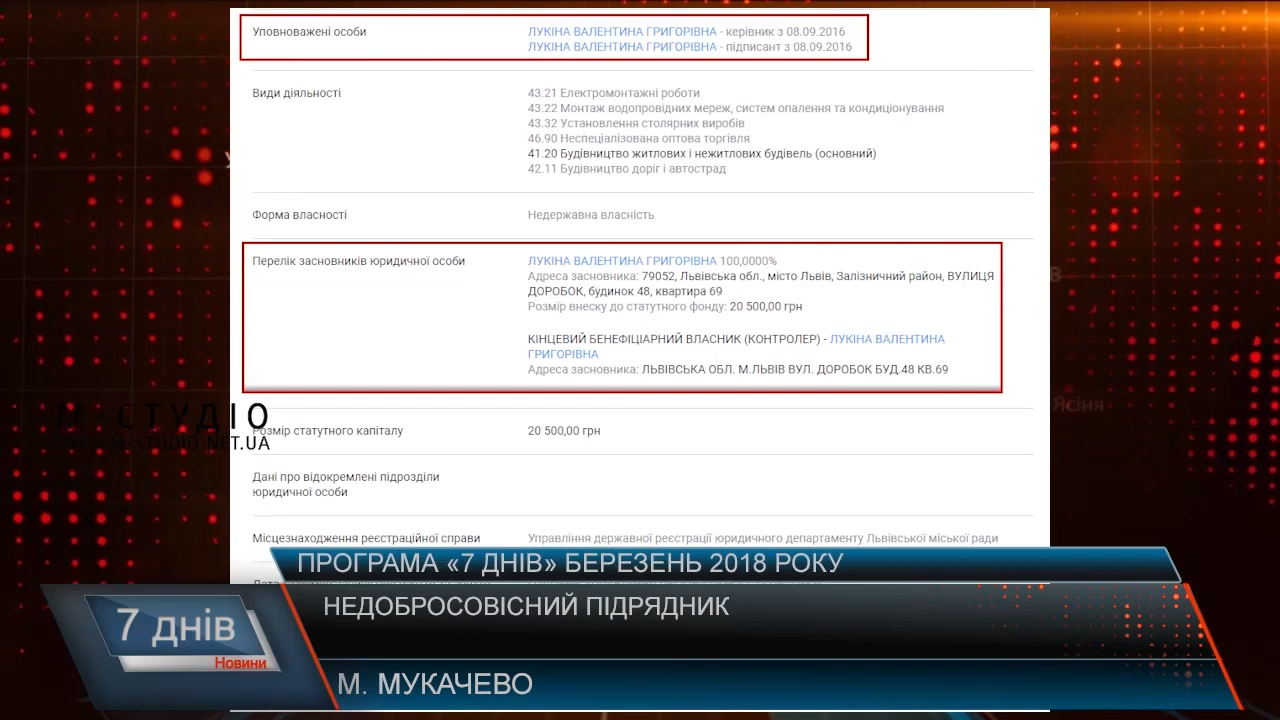 Уповноважені особи
ЛУКІНА ВАЛЕНТИНА ГРИГОРІВНА - керівник з 08.09.2016
ЛУКІНА ВАЛЕНТИНА ГРИГОРІВНА - підписант з 08.09.2016
Види діяльності
43.21 Електромонтажні роботи
43.22 Монтаж водопровідних мереж, систем опалення та кондиціонування
43.32 Установлення столярних виробів
46.90 Неспеціалізована оптова торгівля
41.20 Будівництво житлових і нежитлових будівель (основний)
42.11 Будівництво доріг і автострад
Форма власності
Недержавна власність
Перелік засновників юридичної особи
ЛУКІНА ВАЛЕНТИНА ГРИГОРІВНА 100,0000%
Адреса засновника: 79052, Львівська обл., місто Львів, Залізничний район, ВУЛИЦЯ
ДОРОБОК, будинок 48, квартира 69
Розмір внеску до статутного фонду: 20 500,00 грн
КІНЦЕВИЙ БЕНЕФІЦІАРНИЙ ВЛАСНИК (КОНТРОЛЕР) - ЛУКІНА ВАЛЕНТИНА
ГРИГОРІВНА
Адреса засновника: ЛЬВІВСЬКА ОБЛ. М.ЛЬВІВ ВУЛ. ДОРОБОК БУД.48 КВ.69
Ясіня
М-СТУДІО
WWW.M-STUDIO.NET.UA
Розмір статутного капіталу
20 500,00 грн
Дані про відокремлені підрозділи
юридичної особи
Місцезнаходження реєстраційної справи
Управління державної реєстрації юридичного департаменту Львівської міської ради
ПРОГРАМА «7 ДНІВ» БЕРЕЗЕНЬ 2018 РОКУ
НЕДОБРОСОВІСНИЙ ПІДРЯДНИК
7 днів
Новини
М. МУКАЧЕВО